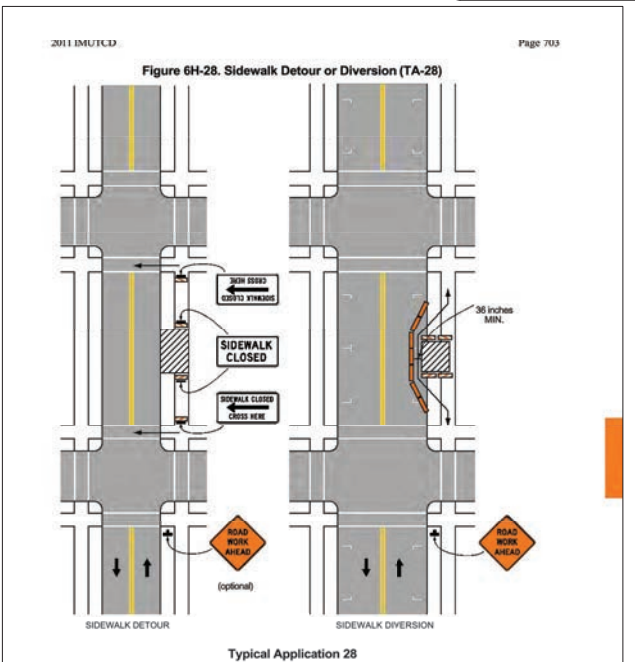 2011 IMUTCD
Page 703
Figure 6H-28. Sidewalk Detour or Diversion (TA-28)
SIDEWALK CLOSED
CROSS HERE
36 inches
MIN.
SIDEWALK
CLOSED
SIDEWALK CLOSED
CROSS HERE
ROAD
WORK
AHEAD
(optional)
ROAD
WORK
AHEAD
SIDEWALK DETOUR
SIDEWALK DIVERSION
Typical Application 28